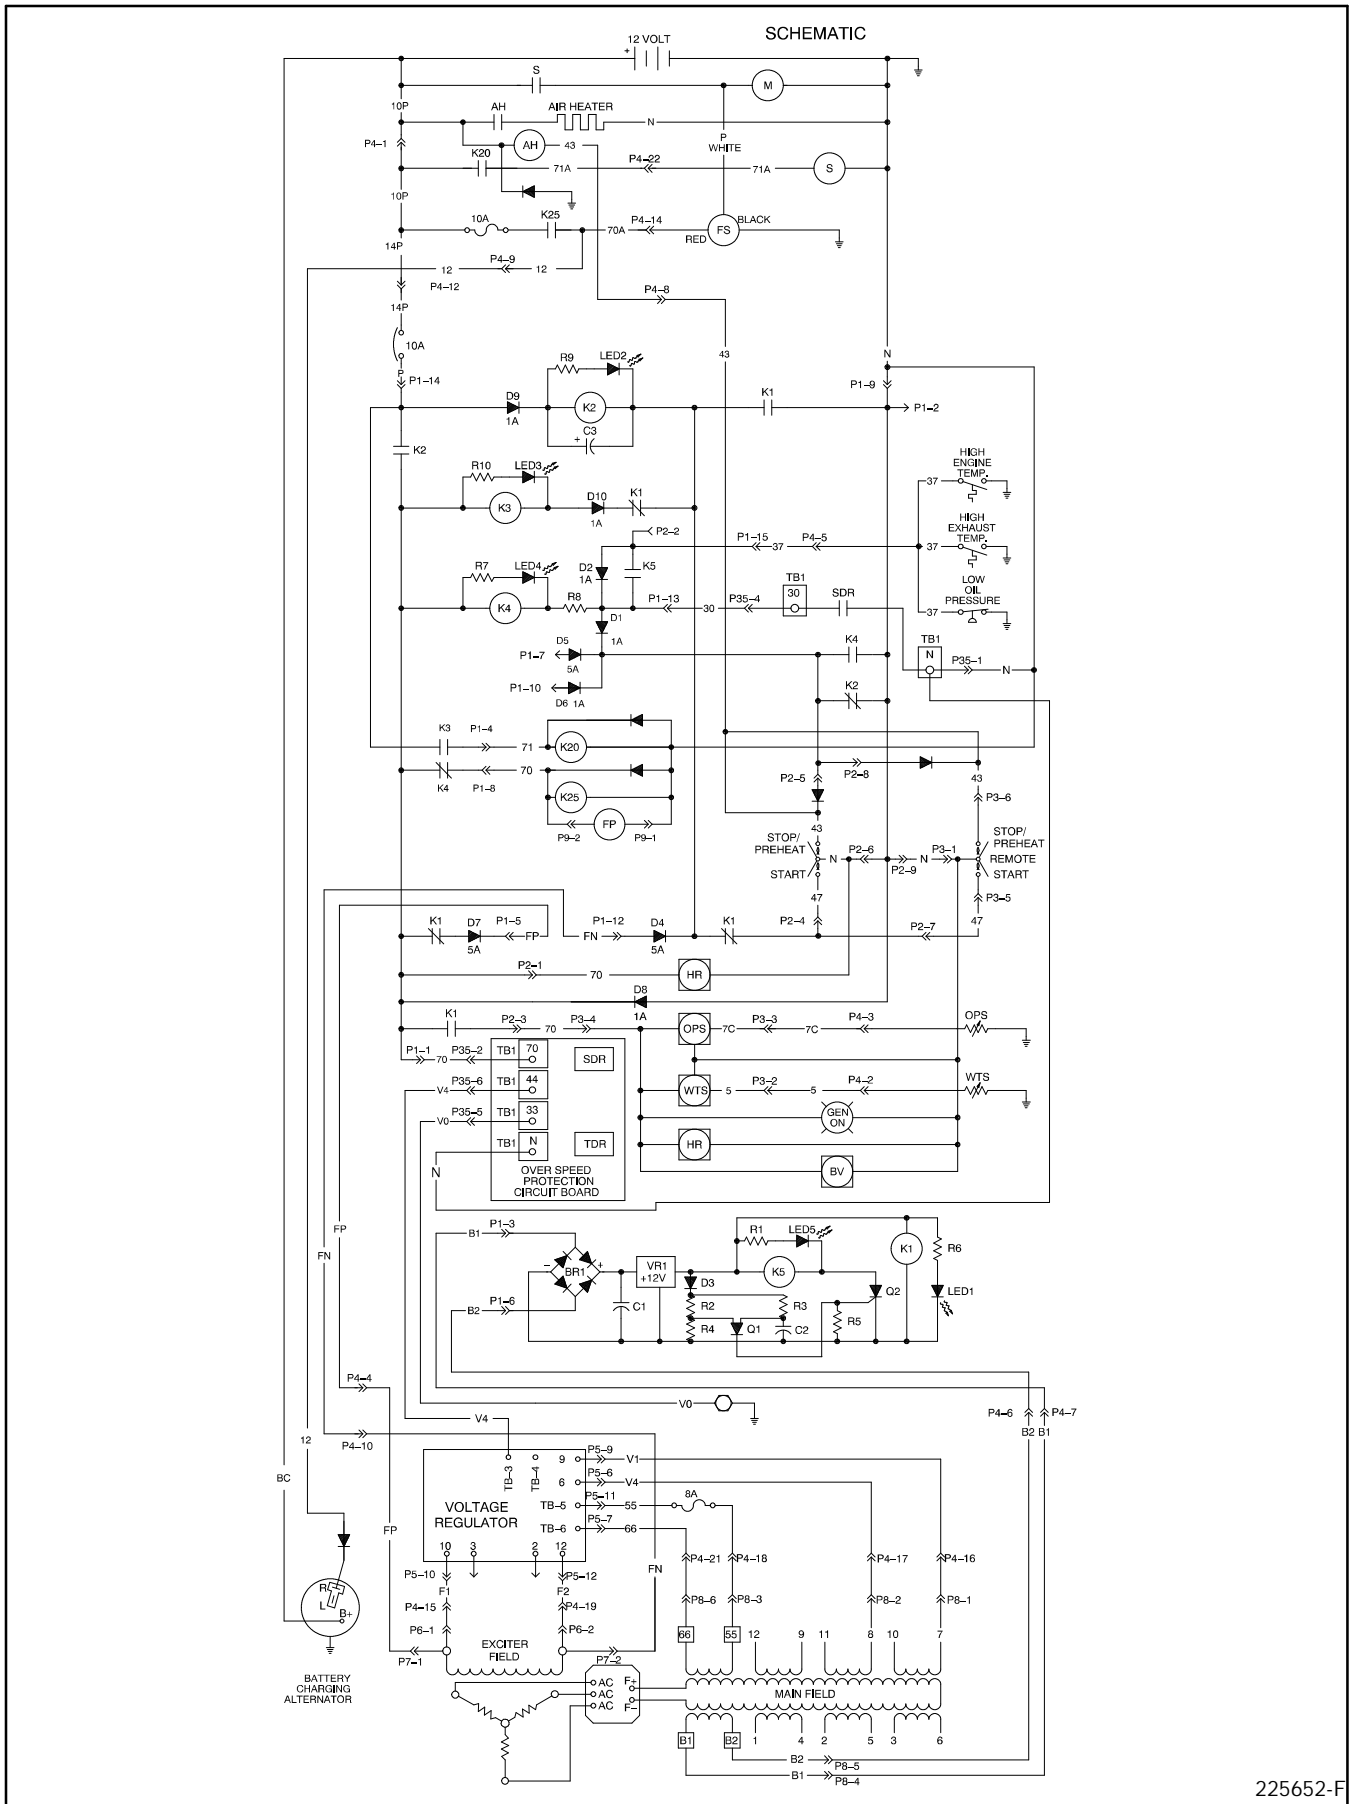 SCHEMATIC
12 VOLT
+
S
M
10P
AH
AIR HEATER
N
P4–1
AH
43
P
WHITE
K20
71A
P4–22
71A
S
10P
10A
K25
70A
P4–14
RED
FS
BLACK
14P
12
P4–9
12
P4–12
P4–8
14P
10A
43
N
P
P1–14
R9
LED2
P1–9
D9
1A
K2
K1
P1–2
C3
+
K2
R10
LED3
HIGH
ENGINE
TEMP.
37
K3
D10
1A
K1
P2–2
HIGH
EXHAUST
TEMP.
P1–15
37
P4–5
37
R7
LED4
D2
1A
K5
TB1
30
LOW
OIL
PRESSURE
K4
R8
P1–13
30
P35–4
SDR
37
D1
1A
TB1
N
P1–7
D5
5A
K4
P35–1
N
P1–10
D6
1A
K2
K3
P1–4
71
K20
70
K4
P1–8
K25
P2–5
P2–8
43
P3–6
P9–2
FP
P9–1
43
STOP/
PREHEAT
START
N
P2–6
P2–9
N
P3–1
STOP/
PREHEAT
REMOTE
START
47
P2–4
P3–5
47
K1
D7
5A
P1–5
FP
P1–12
FN
D4
5A
K1
P2–7
P2–1
70
HR
D8
1A
K1
P2–3
70
P3–4
OPS
7C
P3–3
7C
P4–3
OPS
P1–1
70
P35–2
TB1
70
SDR
V4
P35–6
TB1
44
WTS
5
P3–2
5
P4–2
WTS
V0
P35–5
TB1
33
GEN
ON
TB1
N
TDR
HR
N
OVER SPEED
PROTECTION
CIRCUIT BOARD
BV
FP
FN
B1
P1–3
R1
LED5
K1
R6
–
BR1
+
VR1
+12V
K5
D3
Q2
B2
P1–6
C1
R2
R3
LED1
R4
Q1
C2
R5
P4–4
V0
P4–6
P4–7
V4
B2
B1
12
P4–10
BC
FP
TB–3
TB–4
9
P5–9
V1
6
P5–6
V4
VOLTAGE
REGULATOR
TB–5
P5–11
55
8A
TB–6
P5–7
66
10
3
2
12
FN
P4–21
P4–18
P4–17
P4–16
P5–10
P5–12
F1
F2
R
L
B+
P4–15
P4–19
P8–6
P8–3
P8–2
P8–1
P6–1
P6–2
66
55
12
9
11
8
10
7
P7–1
EXCITER
FIELD
P7–2
BATTERY
CHARGING
ALTERNATOR
AC
F+
AC
AC
F–
MAIN FIELD
B1
B2
1
4
2
5
3
6
B2
P8–5
B1
P8–4
225652-F